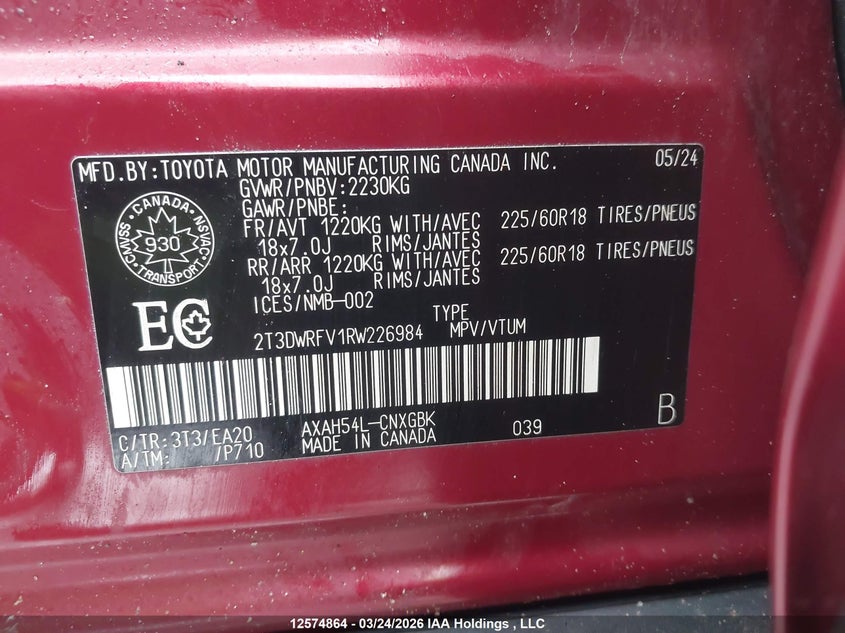 MFD.BY:TOYOTA MOTOR MANUFACTURING CANADA INC. 05/24
GVWR/PNBV:2230KG
GAWR/PNBE:
FR/AVT 1220KG WITH/AVEC 225/60R18 TIRES/PNEUS
18x7.0J RIMS/JANTES
RR/ARR 1220KG WITH/AVEC 225/60R18 TIRES/PNEUS
18x7.0J RIMS/JANTES
ICES/NMB-002
CANADA
CMVSS NSVAC
930
TRANSPORT
EC
TYPE
2T3DWRFV1RW226984 MPV/VTUM
C/TR:3T3/EA20 AXAH54L-CNXGBK 039 B
A/TM: /P710 MADE IN CANADA
12574864 - 03/24/2026 IAA Holdings, LLC